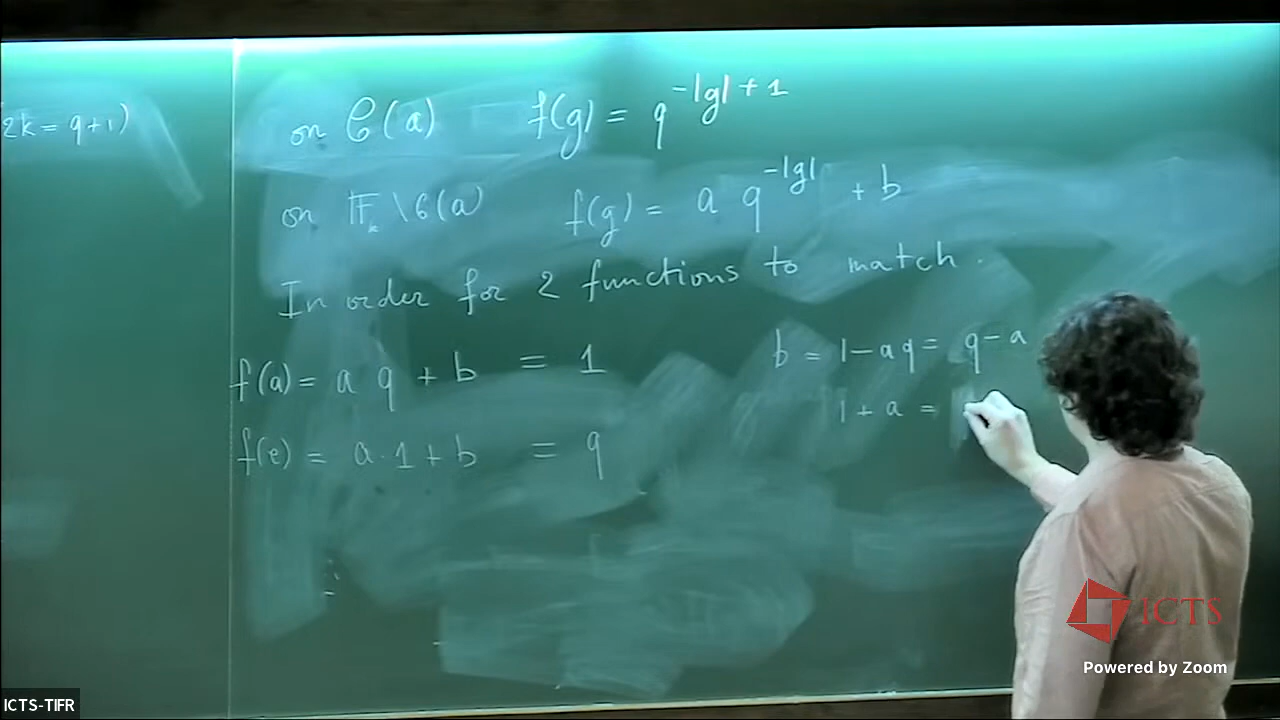 2k = q+1)
on C(a) f(g) = q^{-|g|+1}
on F_k \ C(a) f(g) = a q^{-|g|} + b
In order for 2 functions to match.
f(a) = a q + b = 1
f(e) = a·1 + b = q
b = 1-aq = q-a
1 + a =
ICTS
Powered by Zoom
ICTS-TIFR